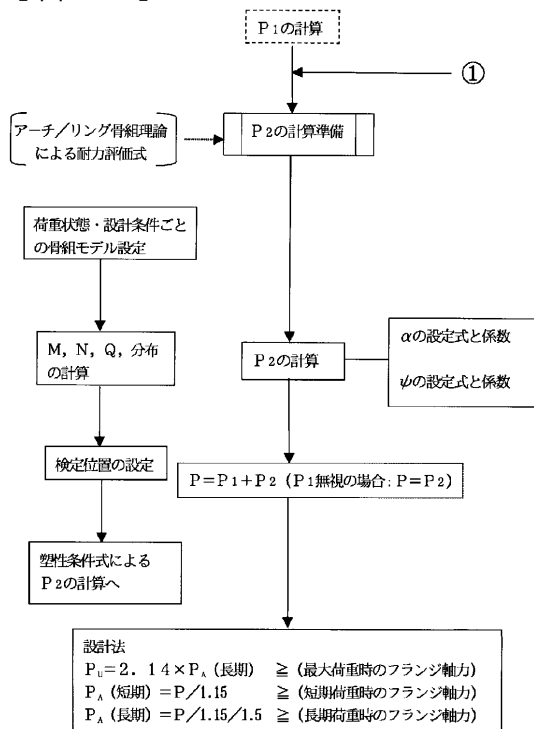 P1の計算
①
アーチ／リング骨組理論
による耐力評価式
P2の計算準備
荷重状態・設計条件ごと
の骨組モデル設定
M，N，Q，分布
の計算
P2の計算
αの設定式と係数
ψの設定式と係数
検定位置の設定
P＝P1＋P2（P1無視の場合；P＝P2）
塑性条件式による
P2の計算へ
設計法
PU＝2．14×PA（長期） ≧（最大荷重時のフランジ軸力）
PA（短期）＝P／1.15 ≧（短期荷重時のフランジ軸力）
PA（長期）＝P／1.15／1.5 ≧（長期荷重時のフランジ軸力）